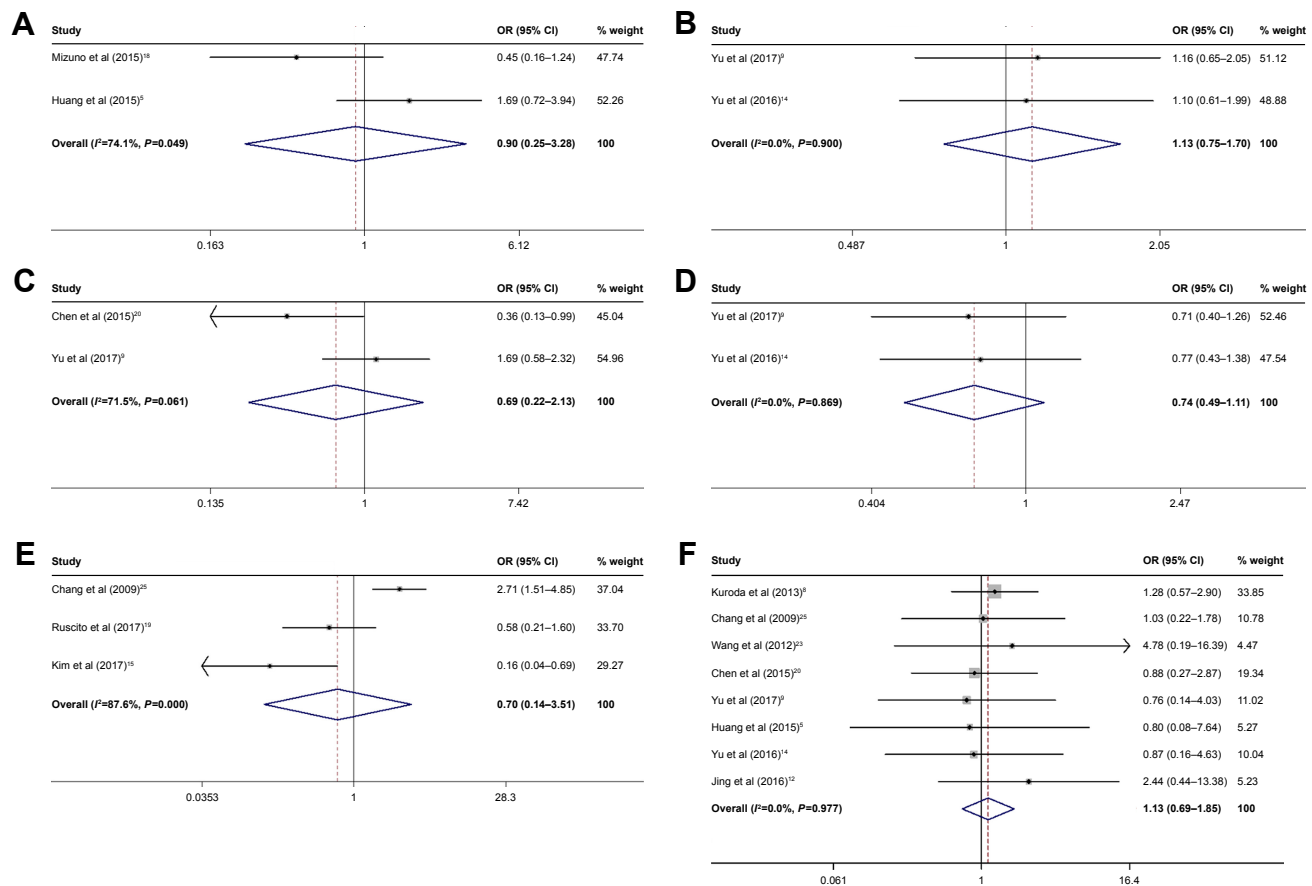 A
Study OR (95% CI) % weight
Mizuno et al (2015)¹⁸ 0.45 (0.16–1.24) 47.74
Huang et al (2015)⁵ 1.69 (0.72–3.94) 52.26
Overall (I²=74.1%, P=0.049) 0.90 (0.25–3.28) 100
0.163 1 6.12
B
Study OR (95% CI) % weight
Yu et al (2017)⁹ 1.16 (0.65–2.05) 51.12
Yu et al (2016)¹⁴ 1.10 (0.61–1.99) 48.88
Overall (I²=0.0%, P=0.900) 1.13 (0.75–1.70) 100
0.487 1 2.05
C
Study OR (95% CI) % weight
Chen et al (2015)²⁰ 0.36 (0.13–0.99) 45.04
Yu et al (2017)⁹ 1.69 (0.58–2.32) 54.96
Overall (I²=71.5%, P=0.061) 0.69 (0.22–2.13) 100
0.135 1 7.42
D
Study OR (95% CI) % weight
Yu et al (2017)⁹ 0.71 (0.40–1.26) 52.46
Yu et al (2016)¹⁴ 0.77 (0.43–1.38) 47.54
Overall (I²=0.0%, P=0.869) 0.74 (0.49–1.11) 100
0.404 1 2.47
E
Study OR (95% CI) % weight
Chang et al (2009)²⁵ 2.71 (1.51–4.85) 37.04
Ruscito et al (2017)¹⁹ 0.58 (0.21–1.60) 33.70
Kim et al (2017)¹⁵ 0.16 (0.04–0.69) 29.27
Overall (I²=87.6%, P=0.000) 0.70 (0.14–3.51) 100
0.0353 1 28.3
F
Study OR (95% CI) % weight
Kuroda et al (2013)⁸ 1.28 (0.57–2.90) 33.85
Chang et al (2009)²⁵ 1.03 (0.22–1.78) 10.78
Wang et al (2012)²³ 4.78 (0.19–16.39) 4.47
Chen et al (2015)²⁰ 0.88 (0.27–2.87) 19.34
Yu et al (2017)⁹ 0.76 (0.14–4.03) 11.02
Huang et al (2015)⁵ 0.80 (0.08–7.64) 5.27
Yu et al (2016)¹⁴ 0.87 (0.16–4.63) 10.04
Jing et al (2016)¹² 2.44 (0.44–13.38) 5.23
Overall (I²=0.0%, P=0.977) 1.13 (0.69–1.85) 100
0.061 1 16.4